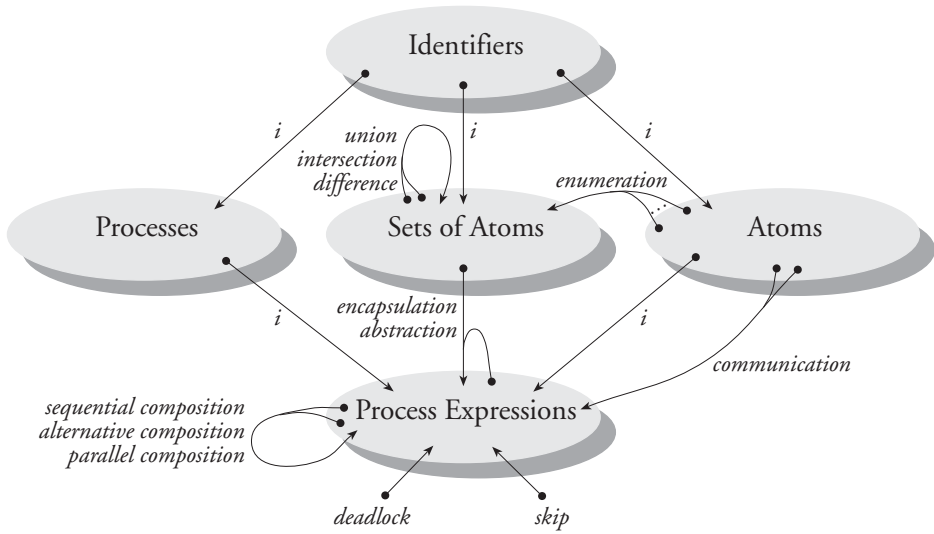 Identifiers
i
union
intersection
difference
i
i
enumeration
Processes
Sets of Atoms
Atoms
encapsulation
abstraction
i
i
communication
sequential composition
alternative composition
parallel composition
Process Expressions
deadlock
skip